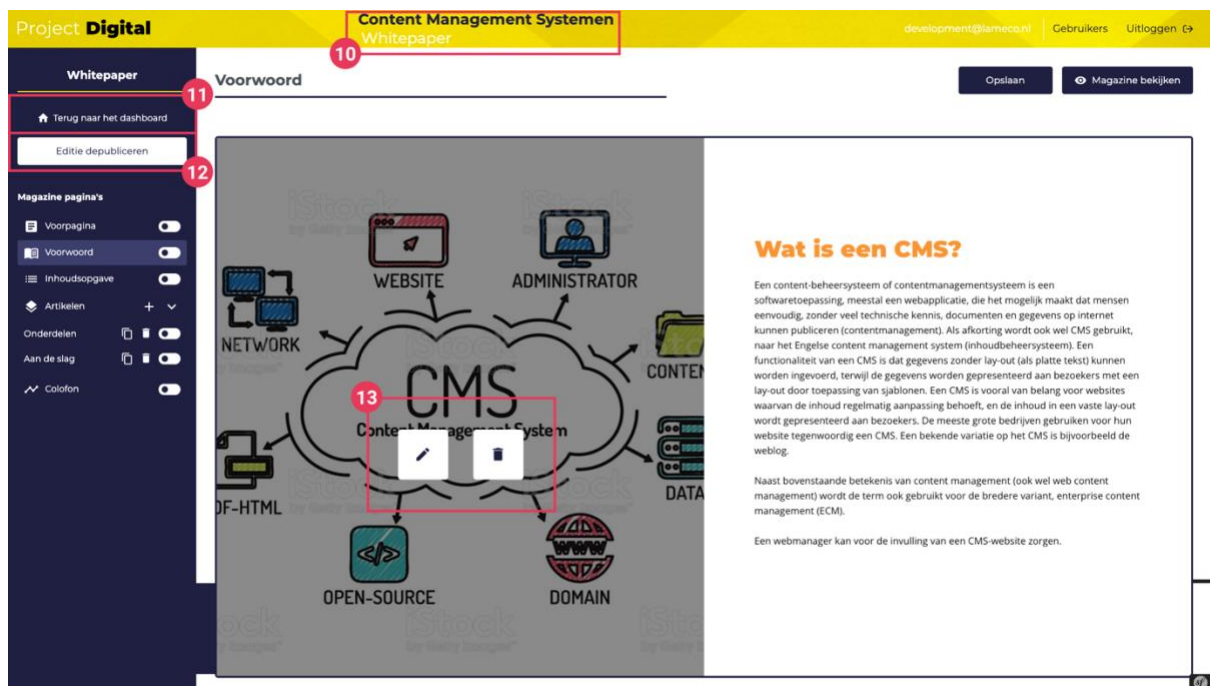 Project Digital
Content Management Systemen
Whitepaper
10
development@lameco.nl
Gebruikers
Uitloggen
Whitepaper
11
Terug naar het dashboard
Editie depubliceren
12
Magazine pagina's
Voorpagina
Voorwoord
Inhoudsopgave
Artikelen
Onderdelen
Aan de slag
Colofon
Voorwoord
Opslaan
Magazine bekijken
iStock
by Getty Images
WEBSITE
ADMINISTRATOR
NETWORK
CONTEN
CMS
13
Content Management System
DATA
OF-HTML
OPEN-SOURCE
DOMAIN
iStock
by Getty Images
Wat is een CMS?
Een content-beheersysteem of contentmanagementsysteem is een
softwaretoepassing, meestal een webapplicatie, die het mogelijk maakt dat mensen
eenvoudig, zonder veel technische kennis, documenten en gegevens op internet
kunnen publiceren (contentmanagement). Als afkorting wordt ook wel CMS gebruikt,
naar het Engelse content management system (inhoudbeheersysteem). Een
functionaliteit van een CMS is dat gegevens zonder lay-out (als platte tekst) kunnen
worden ingevoerd, terwijl de gegevens worden gepresenteerd aan bezoekers met een
lay-out door toepassing van sjablonen. Een CMS is vooral van belang voor websites
waarvan de inhoud regelmatig aanpassing behoeft, en de inhoud in een vaste lay-out
wordt gepresenteerd aan bezoekers. De meeste grote bedrijven gebruiken voor hun
website tegenwoordig een CMS. Een bekende variatie op het CMS is bijvoorbeeld de
weblog.
Naast bovenstaande betekenis van content management (ook wel web content
management) wordt de term ook gebruikt voor de bredere variant, enterprise content
management (ECM).
Een webmanager kan voor de invulling van een CMS-website zorgen.